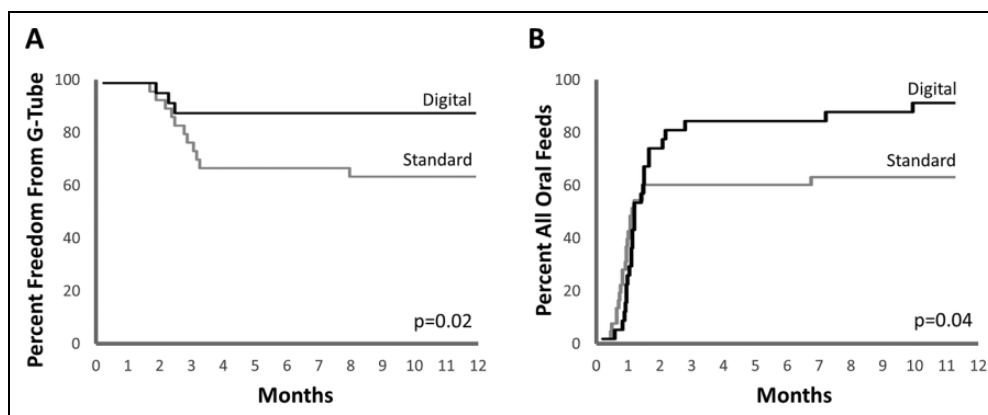 A
Percent Freedom From G-Tube
100
80
60
40
20
0
Digital
Standard
p=0.02
0 1 2 3 4 5 6 7 8 9 10 11 12
Months
B
Percent All Oral Feeds
100
80
60
40
20
0
Digital
Standard
p=0.04
0 1 2 3 4 5 6 7 8 9 10 11 12
Months